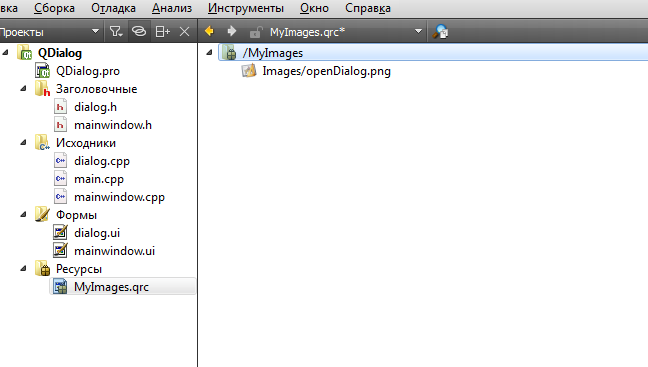 вка Сборка Отладка Анализ Инструменты Окно Справка
Проекты MyImages.qrc*
QDialog
QDialog.pro
Заголовочные
dialog.h
mainwindow.h
Исходники
dialog.cpp
main.cpp
mainwindow.cpp
Формы
dialog.ui
mainwindow.ui
Ресурсы
MyImages.qrc
/MyImages
Images/openDialog.png